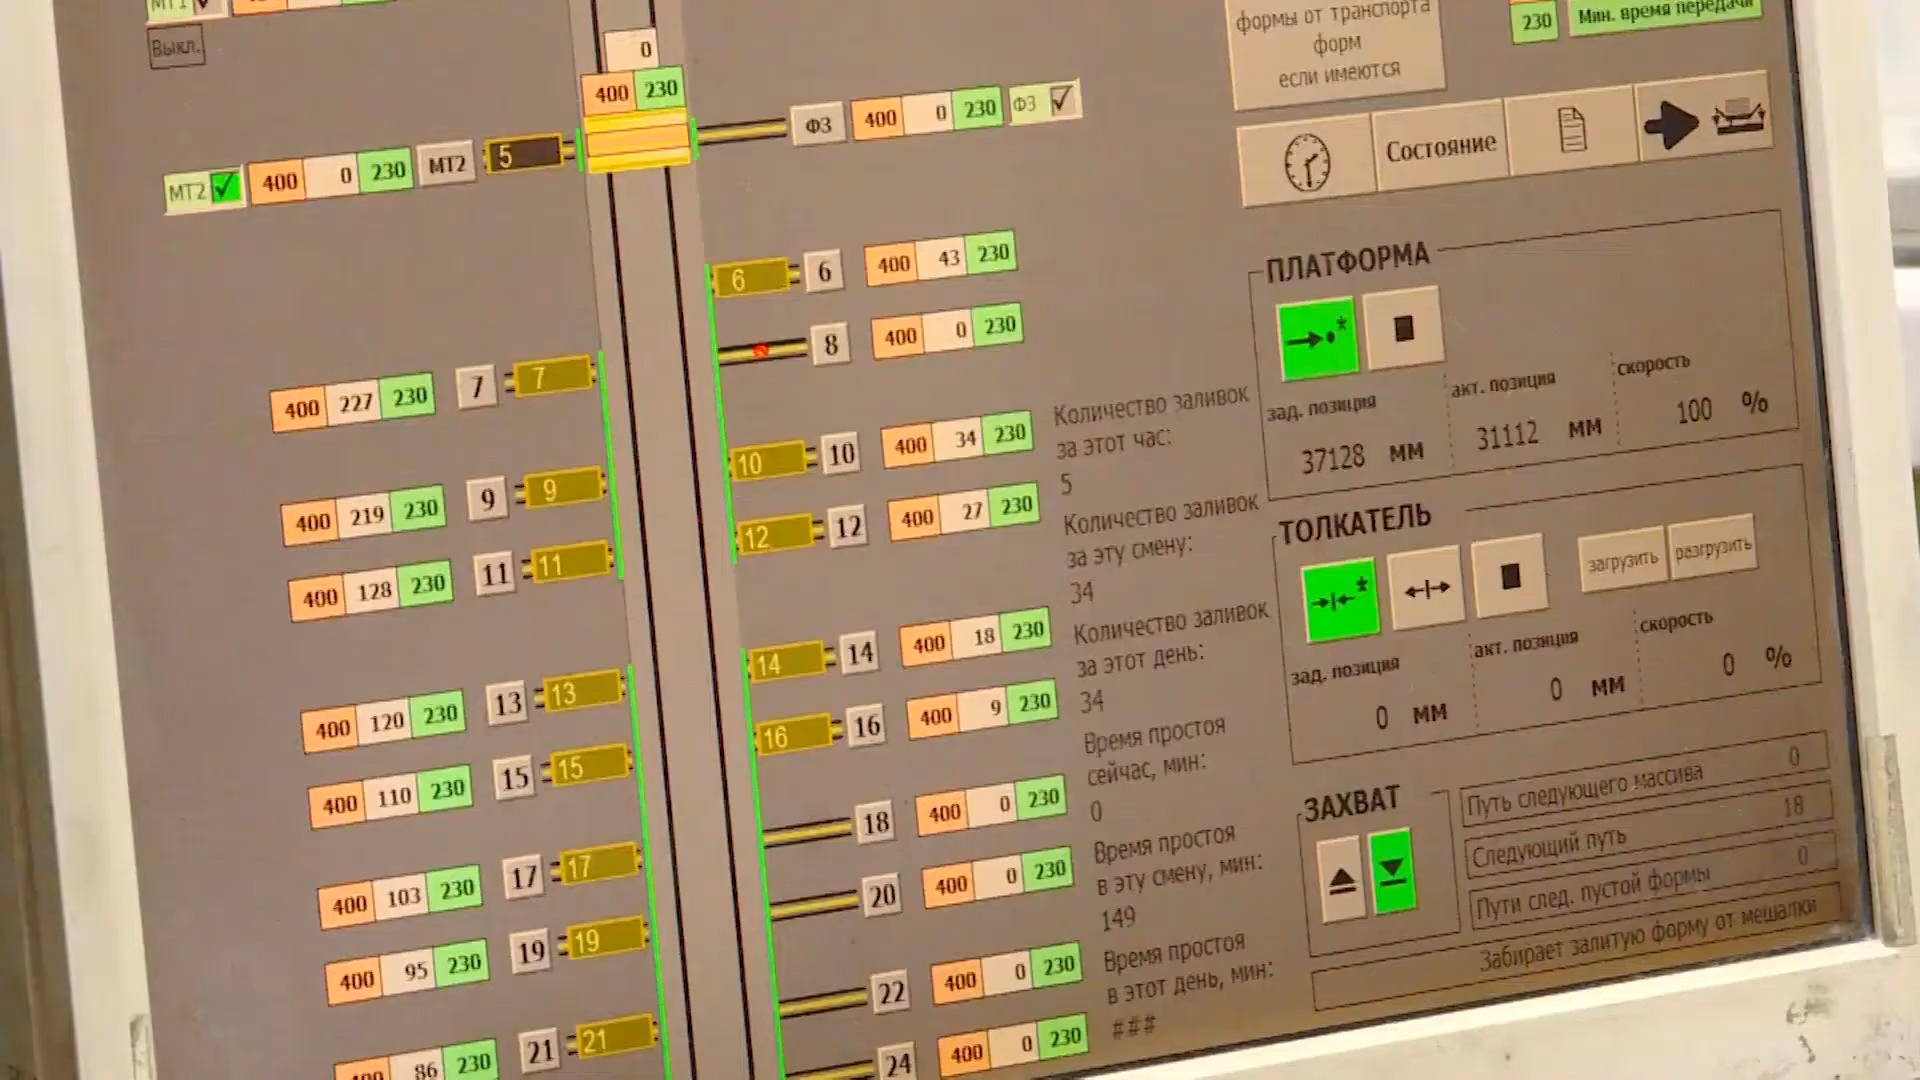 МТ1
Выкл.
0
400 230
МТ2 400 0 230 МТ2 5
Ф3 400 0 230 Ф3
6 6 400 43 230
8 400 0 230
400 227 230 7 7
10 10 400 34 230
400 219 230 9 9
12 12 400 27 230
400 128 230 11 11
14 14 400 18 230
400 120 230 13 13
16 16 400 9 230
400 110 230 15 15
18 400 0 230
400 103 230 17 17
20 400 0 230
400 95 230 19 19
22 400 0 230
86 230 21 21
24 400 0 230
Количество заливок
за этот час:
5
Количество заливок
за эту смену:
34
Количество заливок
за этот день:
34
Время простоя
сейчас, мин:
0
Время простоя
в эту смену, мин:
149
Время простоя
в этот день, мин:
###
формы от транспорта
форм
если имеются
230 Мин. время передачи
Состояние
ПЛАТФОРМА
зад. позиция акт. позиция скорость
37128 мм 31112 мм 100 %
ТОЛКАТЕЛЬ
загрузить разгрузить
зад. позиция акт. позиция скорость
0 мм 0 мм 0 %
ЗАХВАТ
Путь следующего массива 0
Следующий путь 18
Пути след. пустой формы 0
Забирает залитую форму от мешалки